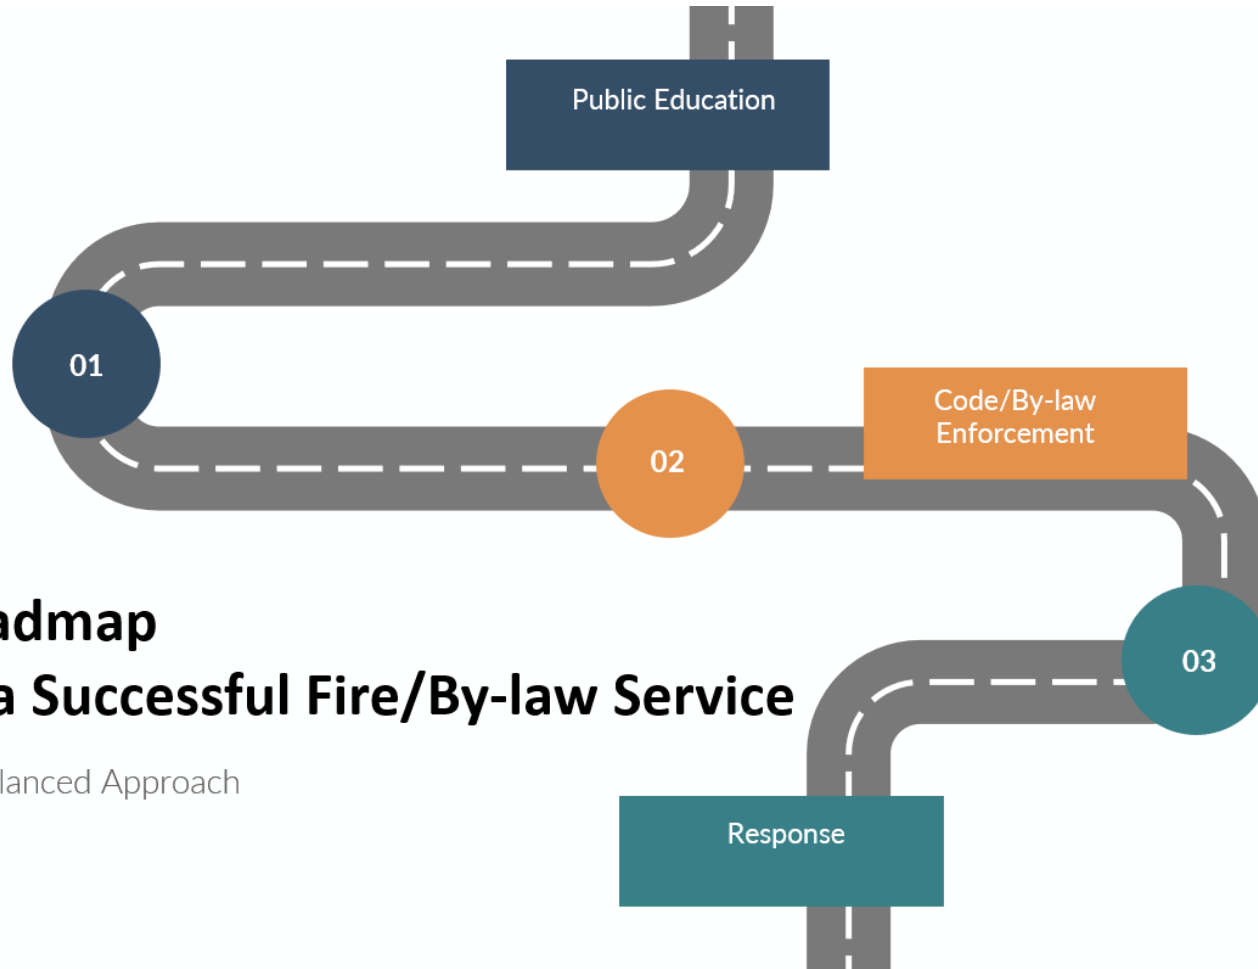 Public Education
01
Code/By-law
Enforcement
02
03
admap
a Successful Fire/By-law Service
lanced Approach
Response